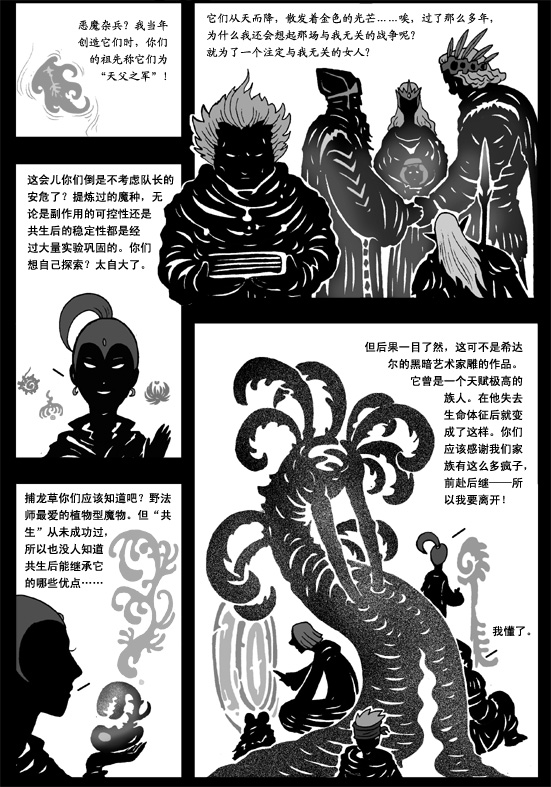 恶魔杂兵？我当年
创造它们时，你们
的祖先称它们为
“天父之军”！
它们从天而降，散发着金色的光芒……唉，过了那么多年，
为什么我还会想起那场与我无关的战争呢？
就为了一个注定与我无关的女人？
这会儿你们倒是不考虑队长的
安危了？提炼过的魔种，无
论是副作用的可控性还是
共生后的稳定性都是经
过大量实验巩固的。你们
想自己探索？太自大了。
但后果一目了然，这可不是希达
尔的黑暗艺术家雕的作品。
它曾是一个天赋极高的
族人。在他失去
生命体征后就变
成了这样。你们
应该感谢我们家
族有这么多疯子，
前赴后继——所
以我要离开！
我懂了。
捕龙草你们应该知道吧？野法
师最爱的植物型魔物。但“共
生”从未成功过，
所以也没人知道
共生后能继承它
的哪些优点……